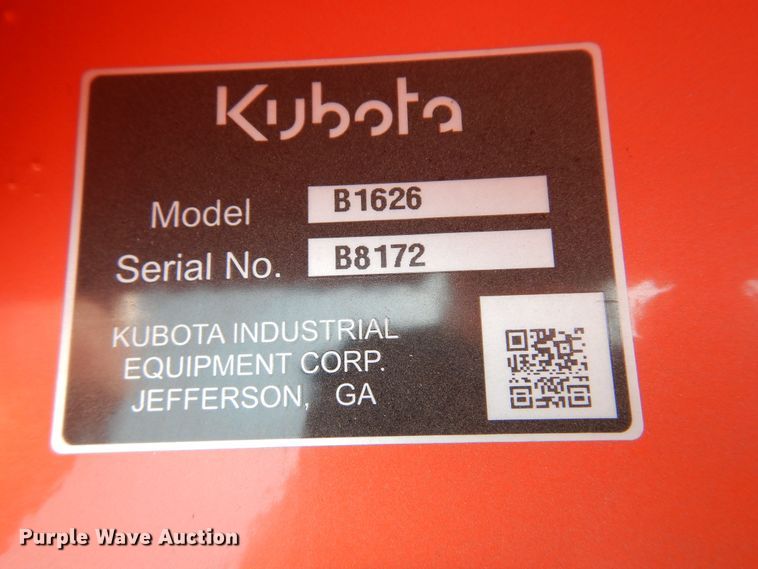 Kubota
Model B1626
Serial No. B8172
KUBOTA INDUSTRIAL
EQUIPMENT CORP.
JEFFERSON, GA
Purple Wave Auction